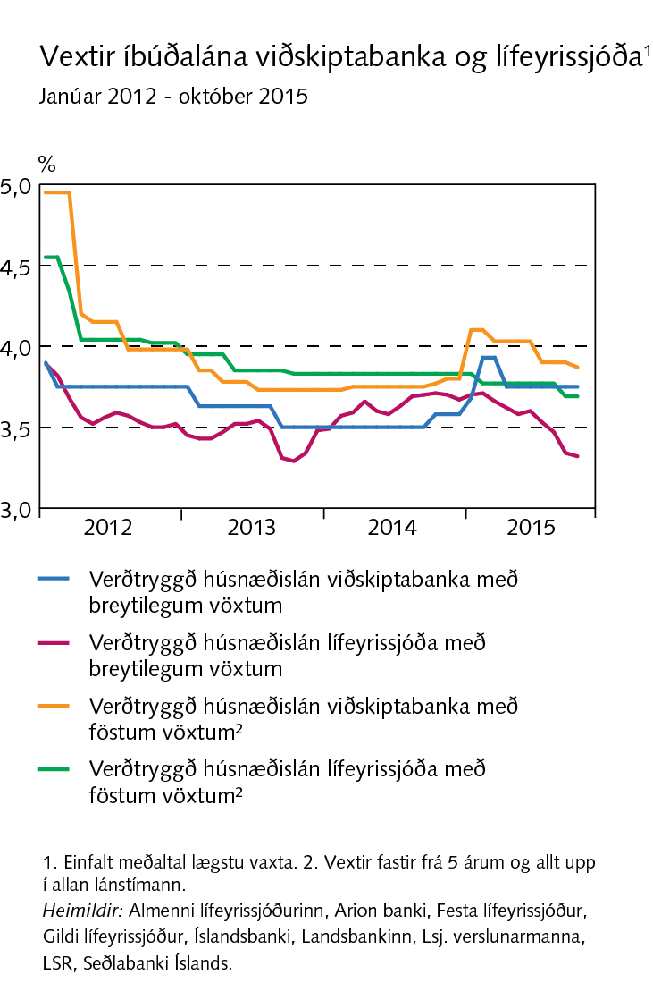 Vextir íbúðalána viðskiptabanka og lífeyrissjóða¹
Janúar 2012 - október 2015
%
5,0
4,5
4,0
3,5
3,0
2012 2013 2014 2015
Verðtryggð húsnæðislán viðskiptabanka með
breytilegum vöxtum
Verðtryggð húsnæðislán lífeyrissjóða með
breytilegum vöxtum
Verðtryggð húsnæðislán viðskiptabanka með
föstum vöxtum²
Verðtryggð húsnæðislán lífeyrissjóða með
föstum vöxtum²
1. Einfalt meðaltal lægstu vaxta. 2. Vextir fastir frá 5 árum og allt upp
í allan lánstímann.
Heimildir: Almenni lífeyrissjóðurinn, Arion banki, Festa lífeyrissjóður,
Gildi lífeyrissjóður, Íslandsbanki, Landsbankinn, Lsj. verslunarmanna,
LSR, Seðlabanki Íslands.